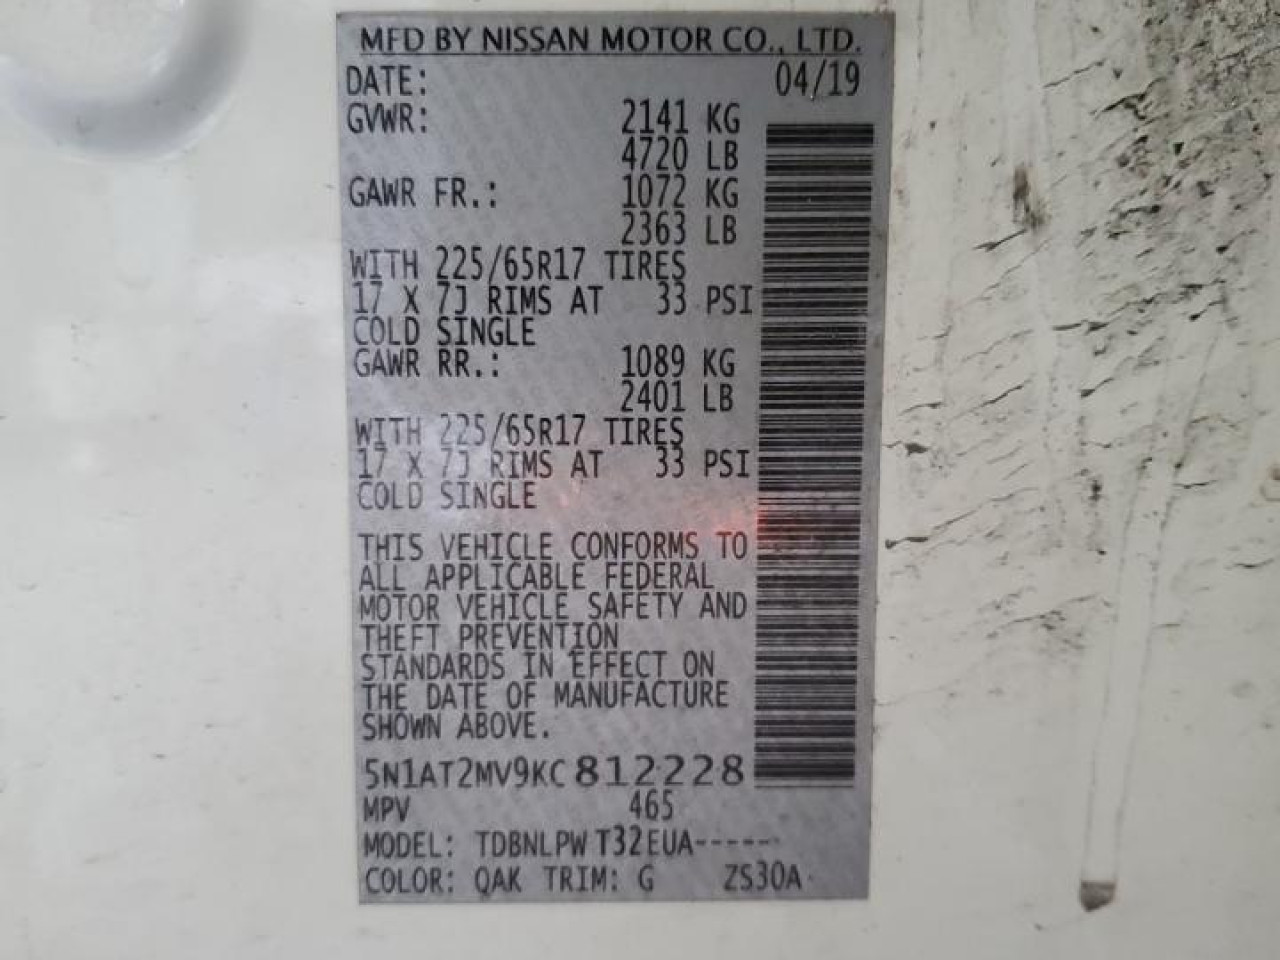 MFD BY NISSAN MOTOR CO., LTD.
DATE: 04/19
GVWR: 2141 KG
4720 LB
GAWR FR.: 1072 KG
2363 LB
WITH 225/65R17 TIRES
17 X 7J RIMS AT 33 PSI
COLD SINGLE
GAWR RR.: 1089 KG
2401 LB
WITH 225/65R17 TIRES
17 X 7J RIMS AT 33 PSI
COLD SINGLE
THIS VEHICLE CONFORMS TO
ALL APPLICABLE FEDERAL
MOTOR VEHICLE SAFETY AND
THEFT PREVENTION
STANDARDS IN EFFECT ON
THE DATE OF MANUFACTURE
SHOWN ABOVE.
5N1AT2MV9KC812228
MPV 465
MODEL: TDBNLPW T32EUA-----
COLOR: QAK TRIM: G ZS30A